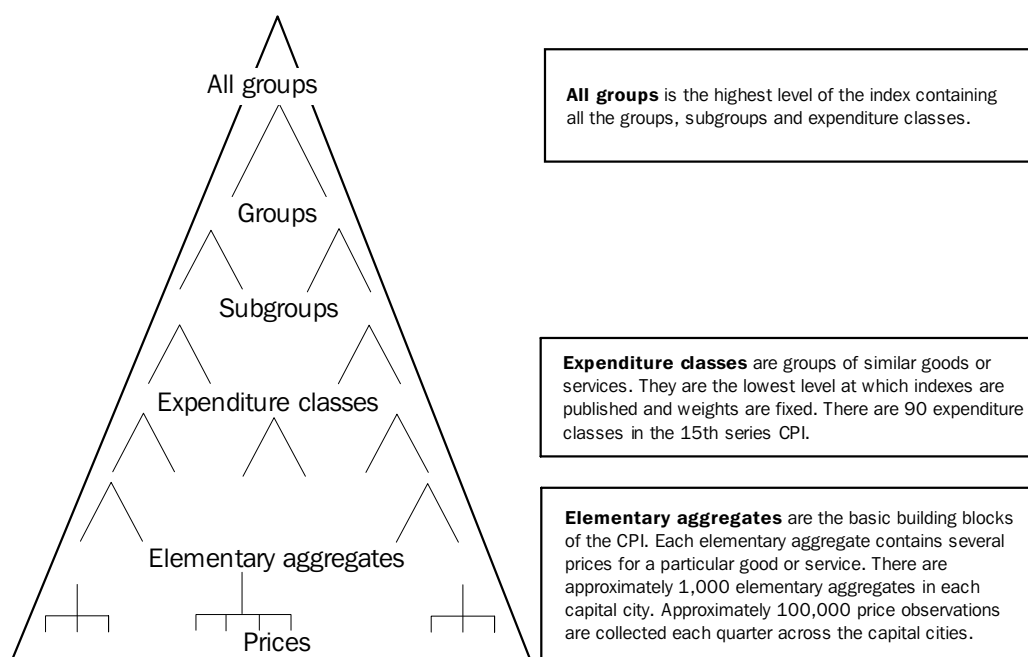 All groups
All groups is the highest level of the index containing
all the groups, subgroups and expenditure classes.
Groups
Subgroups
Expenditure classes
Expenditure classes are groups of similar goods or
services. They are the lowest level at which indexes are
published and weights are fixed. There are 90 expenditure
classes in the 15th series CPI.
Elementary aggregates
Elementary aggregates are the basic building blocks
of the CPI. Each elementary aggregate contains several
prices for a particular good or service. There are
approximately 1,000 elementary aggregates in each
capital city. Approximately 100,000 price observations
are collected each quarter across the capital cities.
Prices